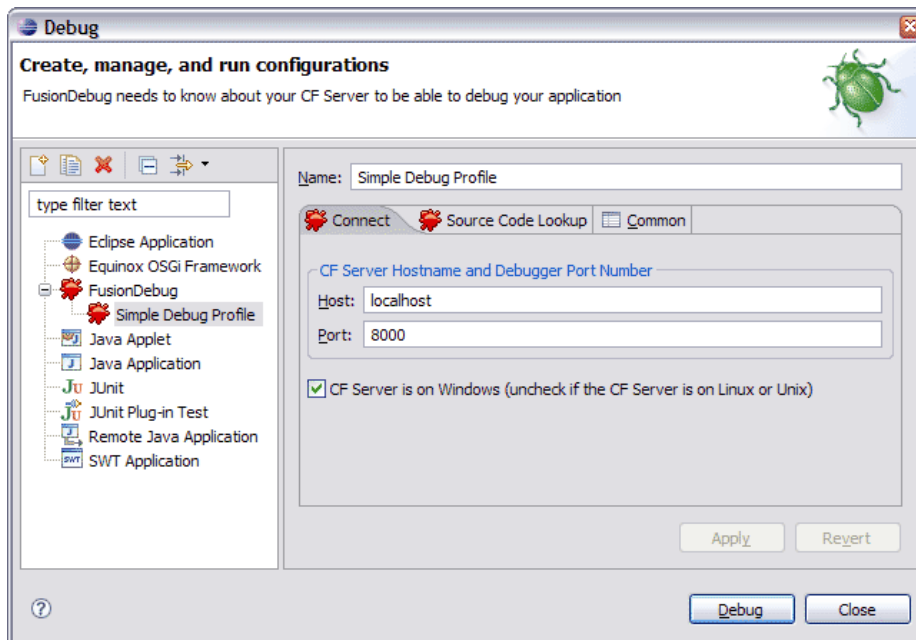 Debug
Create, manage, and run configurations
FusionDebug needs to know about your CF Server to be able to debug your application
type filter text
Eclipse Application
Equinox OSGi Framework
FusionDebug
Simple Debug Profile
Java Applet
Java Application
JUnit
JUnit Plug-in Test
Remote Java Application
SWT Application
Name: Simple Debug Profile
Connect Source Code Lookup Common
CF Server Hostname and Debugger Port Number
Host: localhost
Port: 8000
CF Server is on Windows (uncheck if the CF Server is on Linux or Unix)
Apply Revert
Debug Close